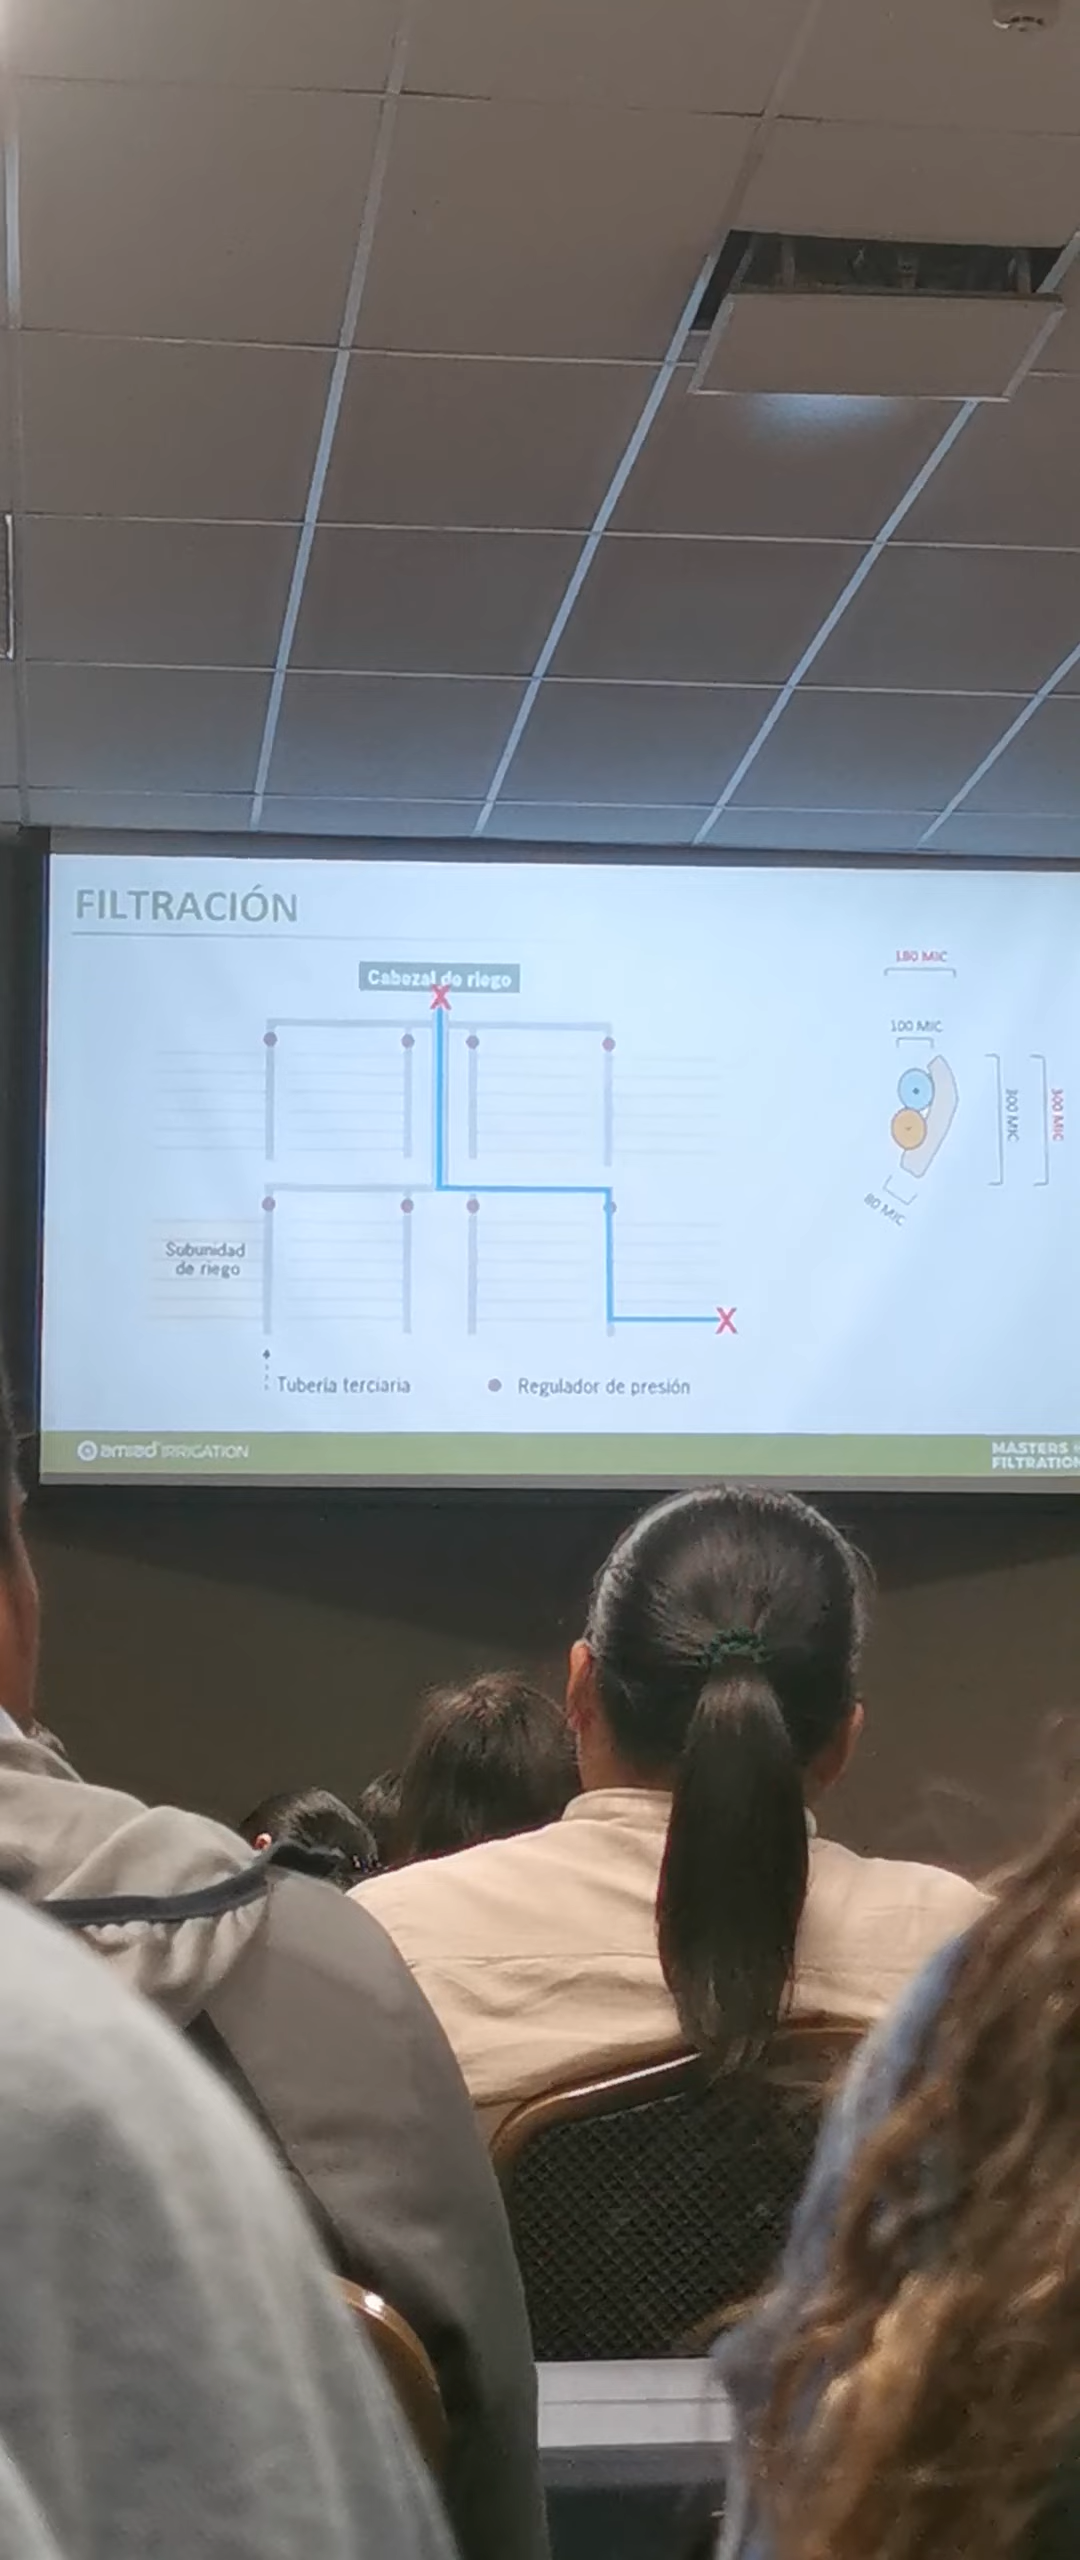 FILTRACIÓN
Cabezal de riego
X
180 MIC
100 MIC
300 MIC
300 MIC
80 MIC
Subunidad
de riego
X
Tubería terciaria
Regulador de presión
amiad IRRIGATION
MASTERS
FILTRATION